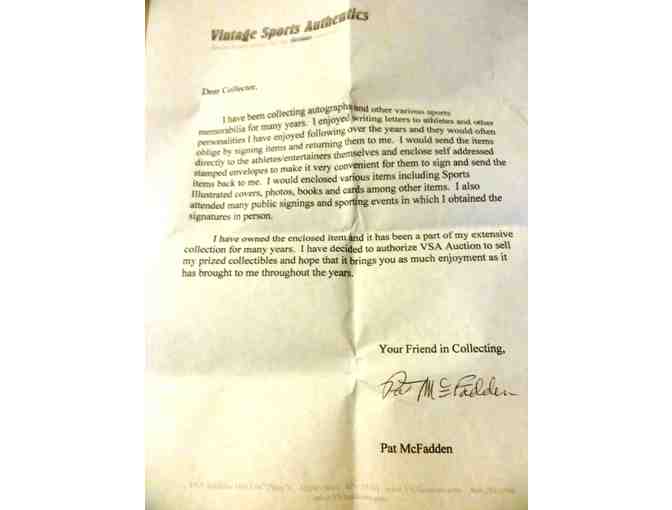 Vintage Sports Authentics
Dear Collector,
I have been collecting autographs and other various sports
memorabilia for many years. I enjoyed writing letters to athletes and other
personalities I have enjoyed following over the years and they would often
oblige by signing items and returning them to me. I would send the items
directly to the athletes/entertainers themselves and enclose self addressed
stamped envelopes to make it very convenient for them to sign and send the
items back to me. I would enclosed various items including Sports
Illustrated covers, photos, books and cards among other items. I also
attended many public signings and sporting events in which I obtained the
signatures in person.
I have owned the enclosed item and it has been a part of my extensive
collection for many years. I have decided to authorize VSA Auction to sell
my prized collectibles and hope that it brings you as much enjoyment as it
has brought to me throughout the years.
Your Friend in Collecting,
Pat McFadden
Pat McFadden